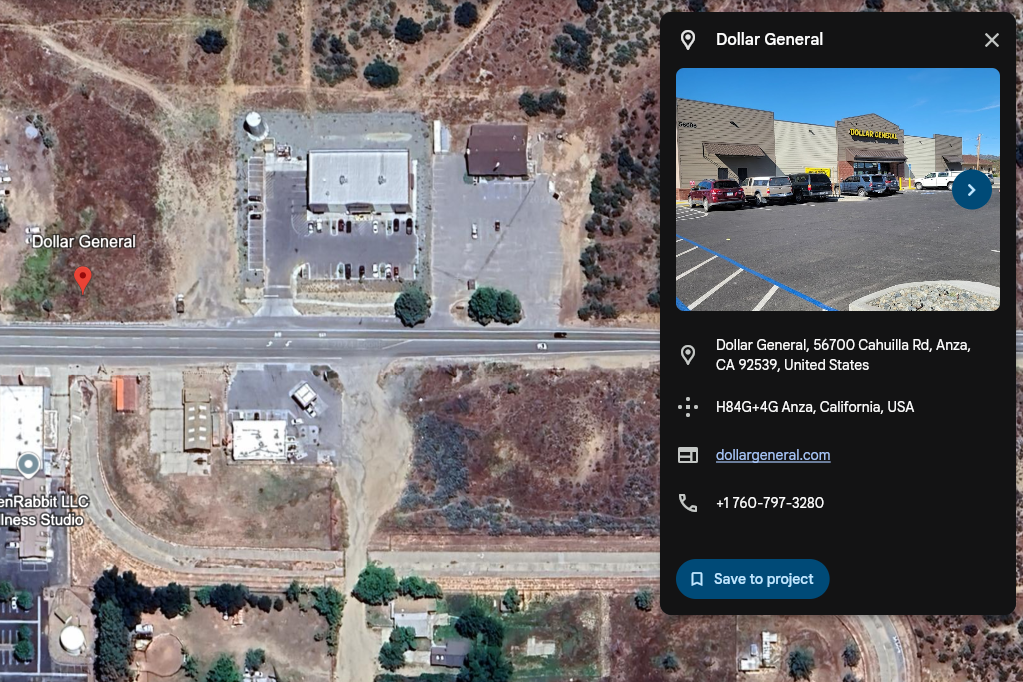 Dollar General
enRabbit LLC
llness Studio
Dollar General
DOLLAR GENERAL
Dollar General, 56700 Cahuilla Rd, Anza,
CA 92539, United States
H84G+4G Anza, California, USA
dollargeneral.com
+1 760-797-3280
Save to project